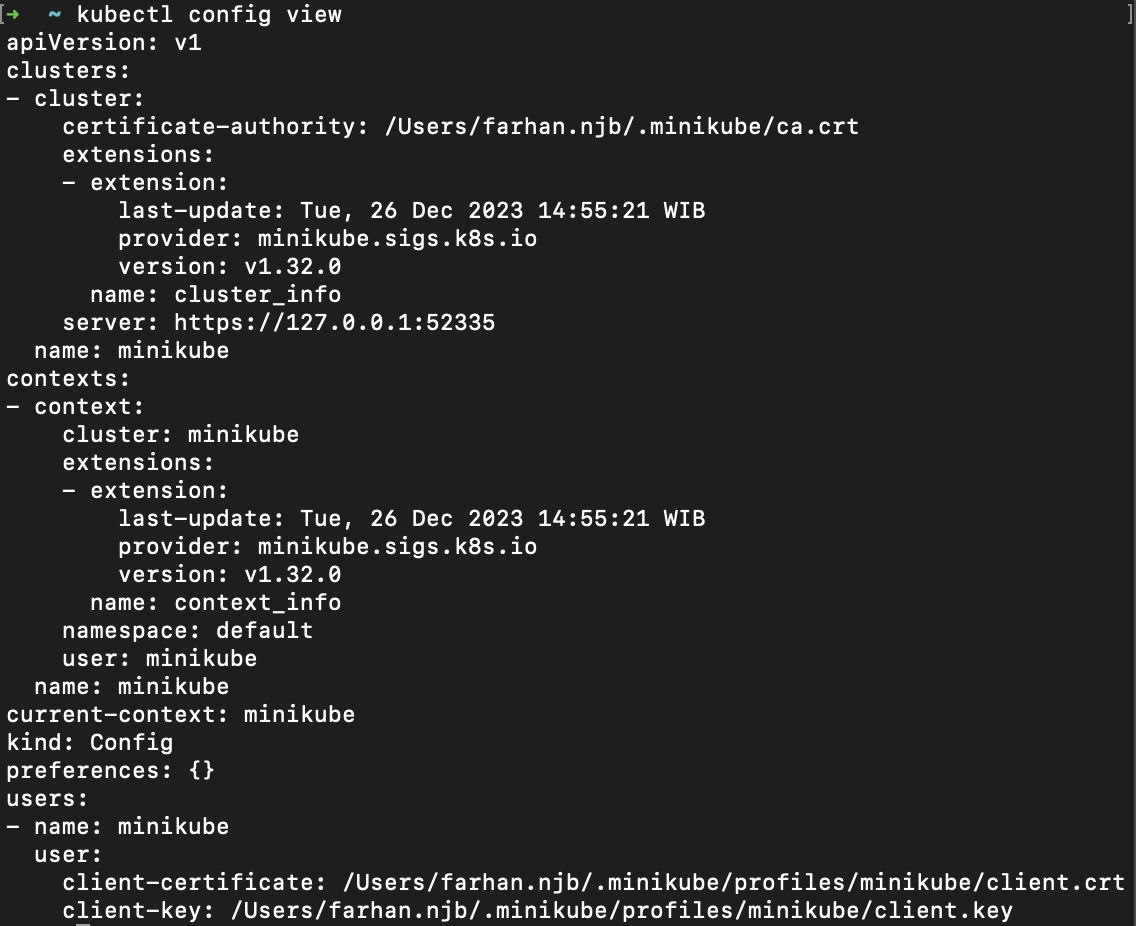 [➜  ~ kubectl config view ]
apiVersion: v1
clusters:
- cluster:
    certificate-authority: /Users/farhan.njb/.minikube/ca.crt
    extensions:
    - extension:
        last-update: Tue, 26 Dec 2023 14:55:21 WIB
        provider: minikube.sigs.k8s.io
        version: v1.32.0
      name: cluster_info
    server: https://127.0.0.1:52335
  name: minikube
contexts:
- context:
    cluster: minikube
    extensions:
    - extension:
        last-update: Tue, 26 Dec 2023 14:55:21 WIB
        provider: minikube.sigs.k8s.io
        version: v1.32.0
      name: context_info
    namespace: default
    user: minikube
  name: minikube
current-context: minikube
kind: Config
preferences: {}
users:
- name: minikube
  user:
    client-certificate: /Users/farhan.njb/.minikube/profiles/minikube/client.crt
    client-key: /Users/farhan.njb/.minikube/profiles/minikube/client.key